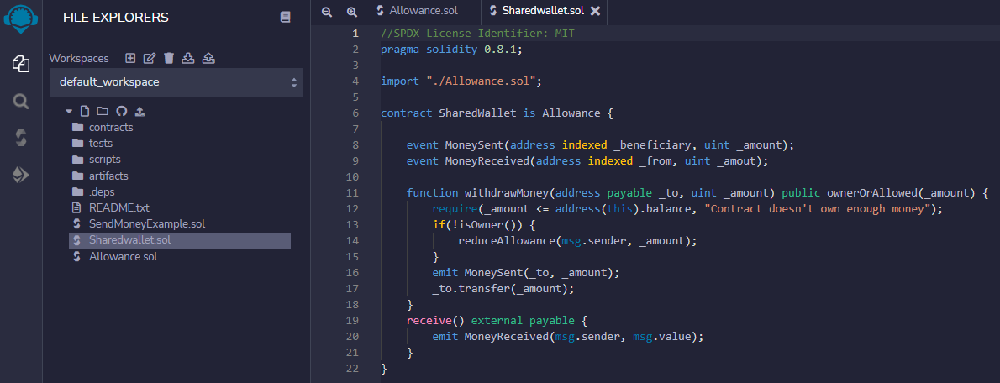 FILE EXPLORERS
Workspaces
default_workspace
contracts
tests
scripts
artifacts
.deps
README.txt
SendMoneyExample.sol
Sharedwallet.sol
Allowance.sol
Allowance.sol
Sharedwallet.sol
1 //SPDX-License-Identifier: MIT
2 pragma solidity 0.8.1;
3
4 import "./Allowance.sol";
5
6 contract SharedWallet is Allowance {
7
8 event MoneySent(address indexed _beneficiary, uint _amount);
9 event MoneyReceived(address indexed _from, uint _amout);
10
11 function withdrawMoney(address payable _to, uint _amount) public ownerOrAllowed(_amount) {
12 require(_amount <= address(this).balance, "Contract doesn't own enough money");
13 if(!isOwner()) {
14 reduceAllowance(msg.sender, _amount);
15 }
16 emit MoneySent(_to, _amount);
17 _to.transfer(_amount);
18 }
19 receive() external payable {
20 emit MoneyReceived(msg.sender, msg.value);
21 }
22 }